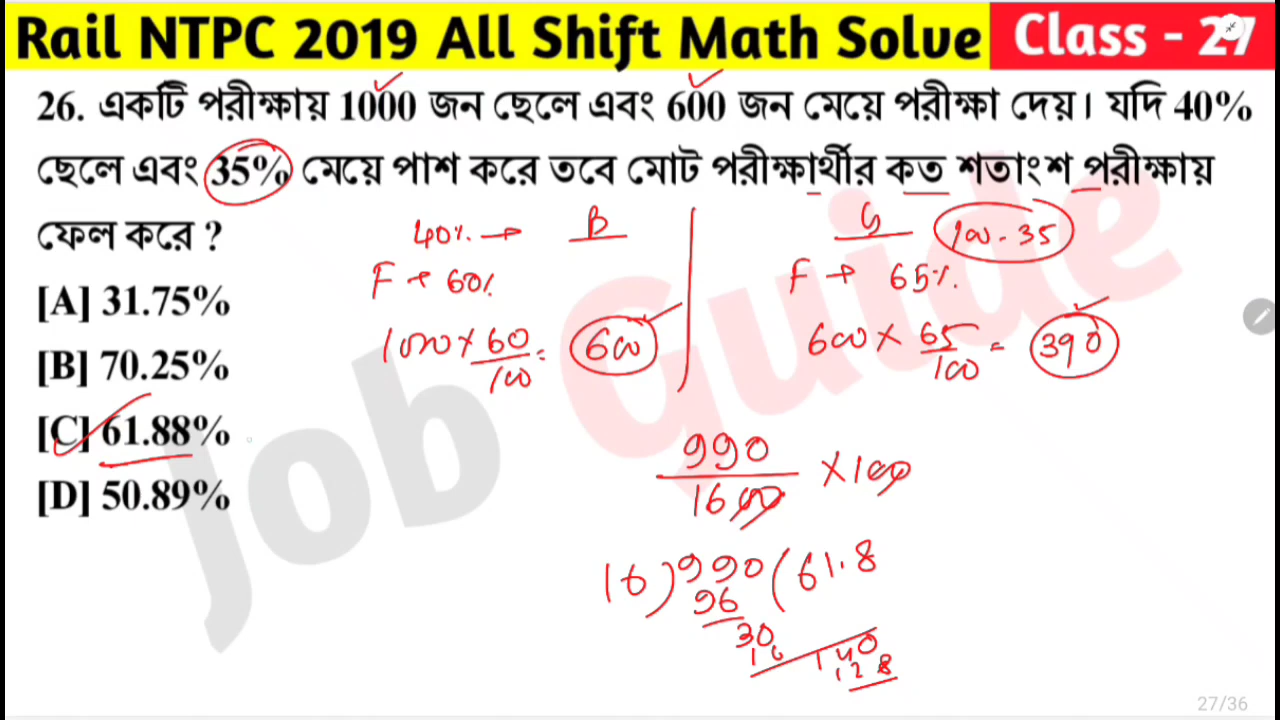 Rail NTPC 2019 All Shift Math Solve Class - 27
26. একটি পরীক্ষায় 1000 জন ছেলে এবং 600 জন মেয়ে পরীক্ষা দেয়। যদি 40%
ছেলে এবং 35% মেয়ে পাশ করে তবে মোট পরীক্ষার্থীর কত শতাংশ পরীক্ষায়
ফেল করে ?
40% → B
G 100 - 35
F → 60%
F → 65%
[A] 31.75%
1000 × 60/100 = 600
600 × 65/100 = 390
[B] 70.25%
[C] 61.88%
[D] 50.89%
990/1600 × 100
16 ) 990 ( 61.8
96
30
16
140
128
Job Guide
27/36